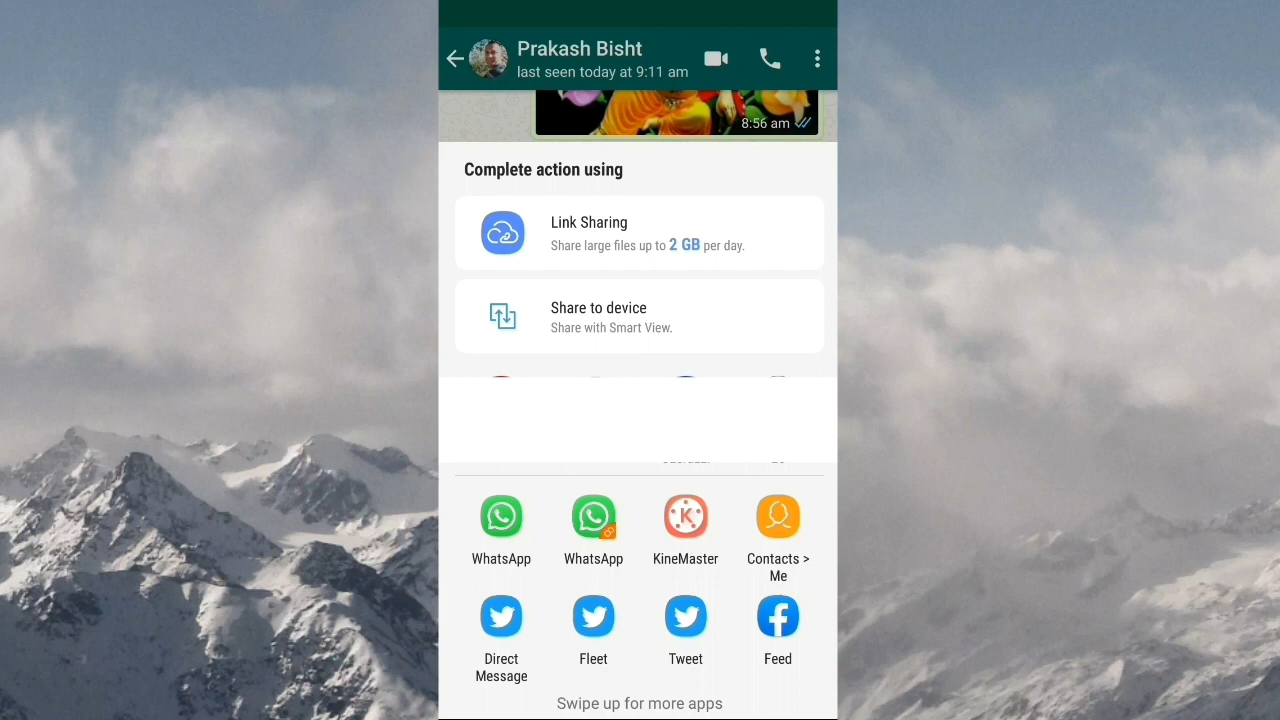 Prakash Bisht
last seen today at 9:11 am
8:56 am
Complete action using
Link Sharing
Share large files up to 2 GB per day.
Share to device
Share with Smart View.
WhatsApp
WhatsApp
KineMaster
Contacts >
Me
Direct
Message
Fleet
Tweet
Feed
Swipe up for more apps